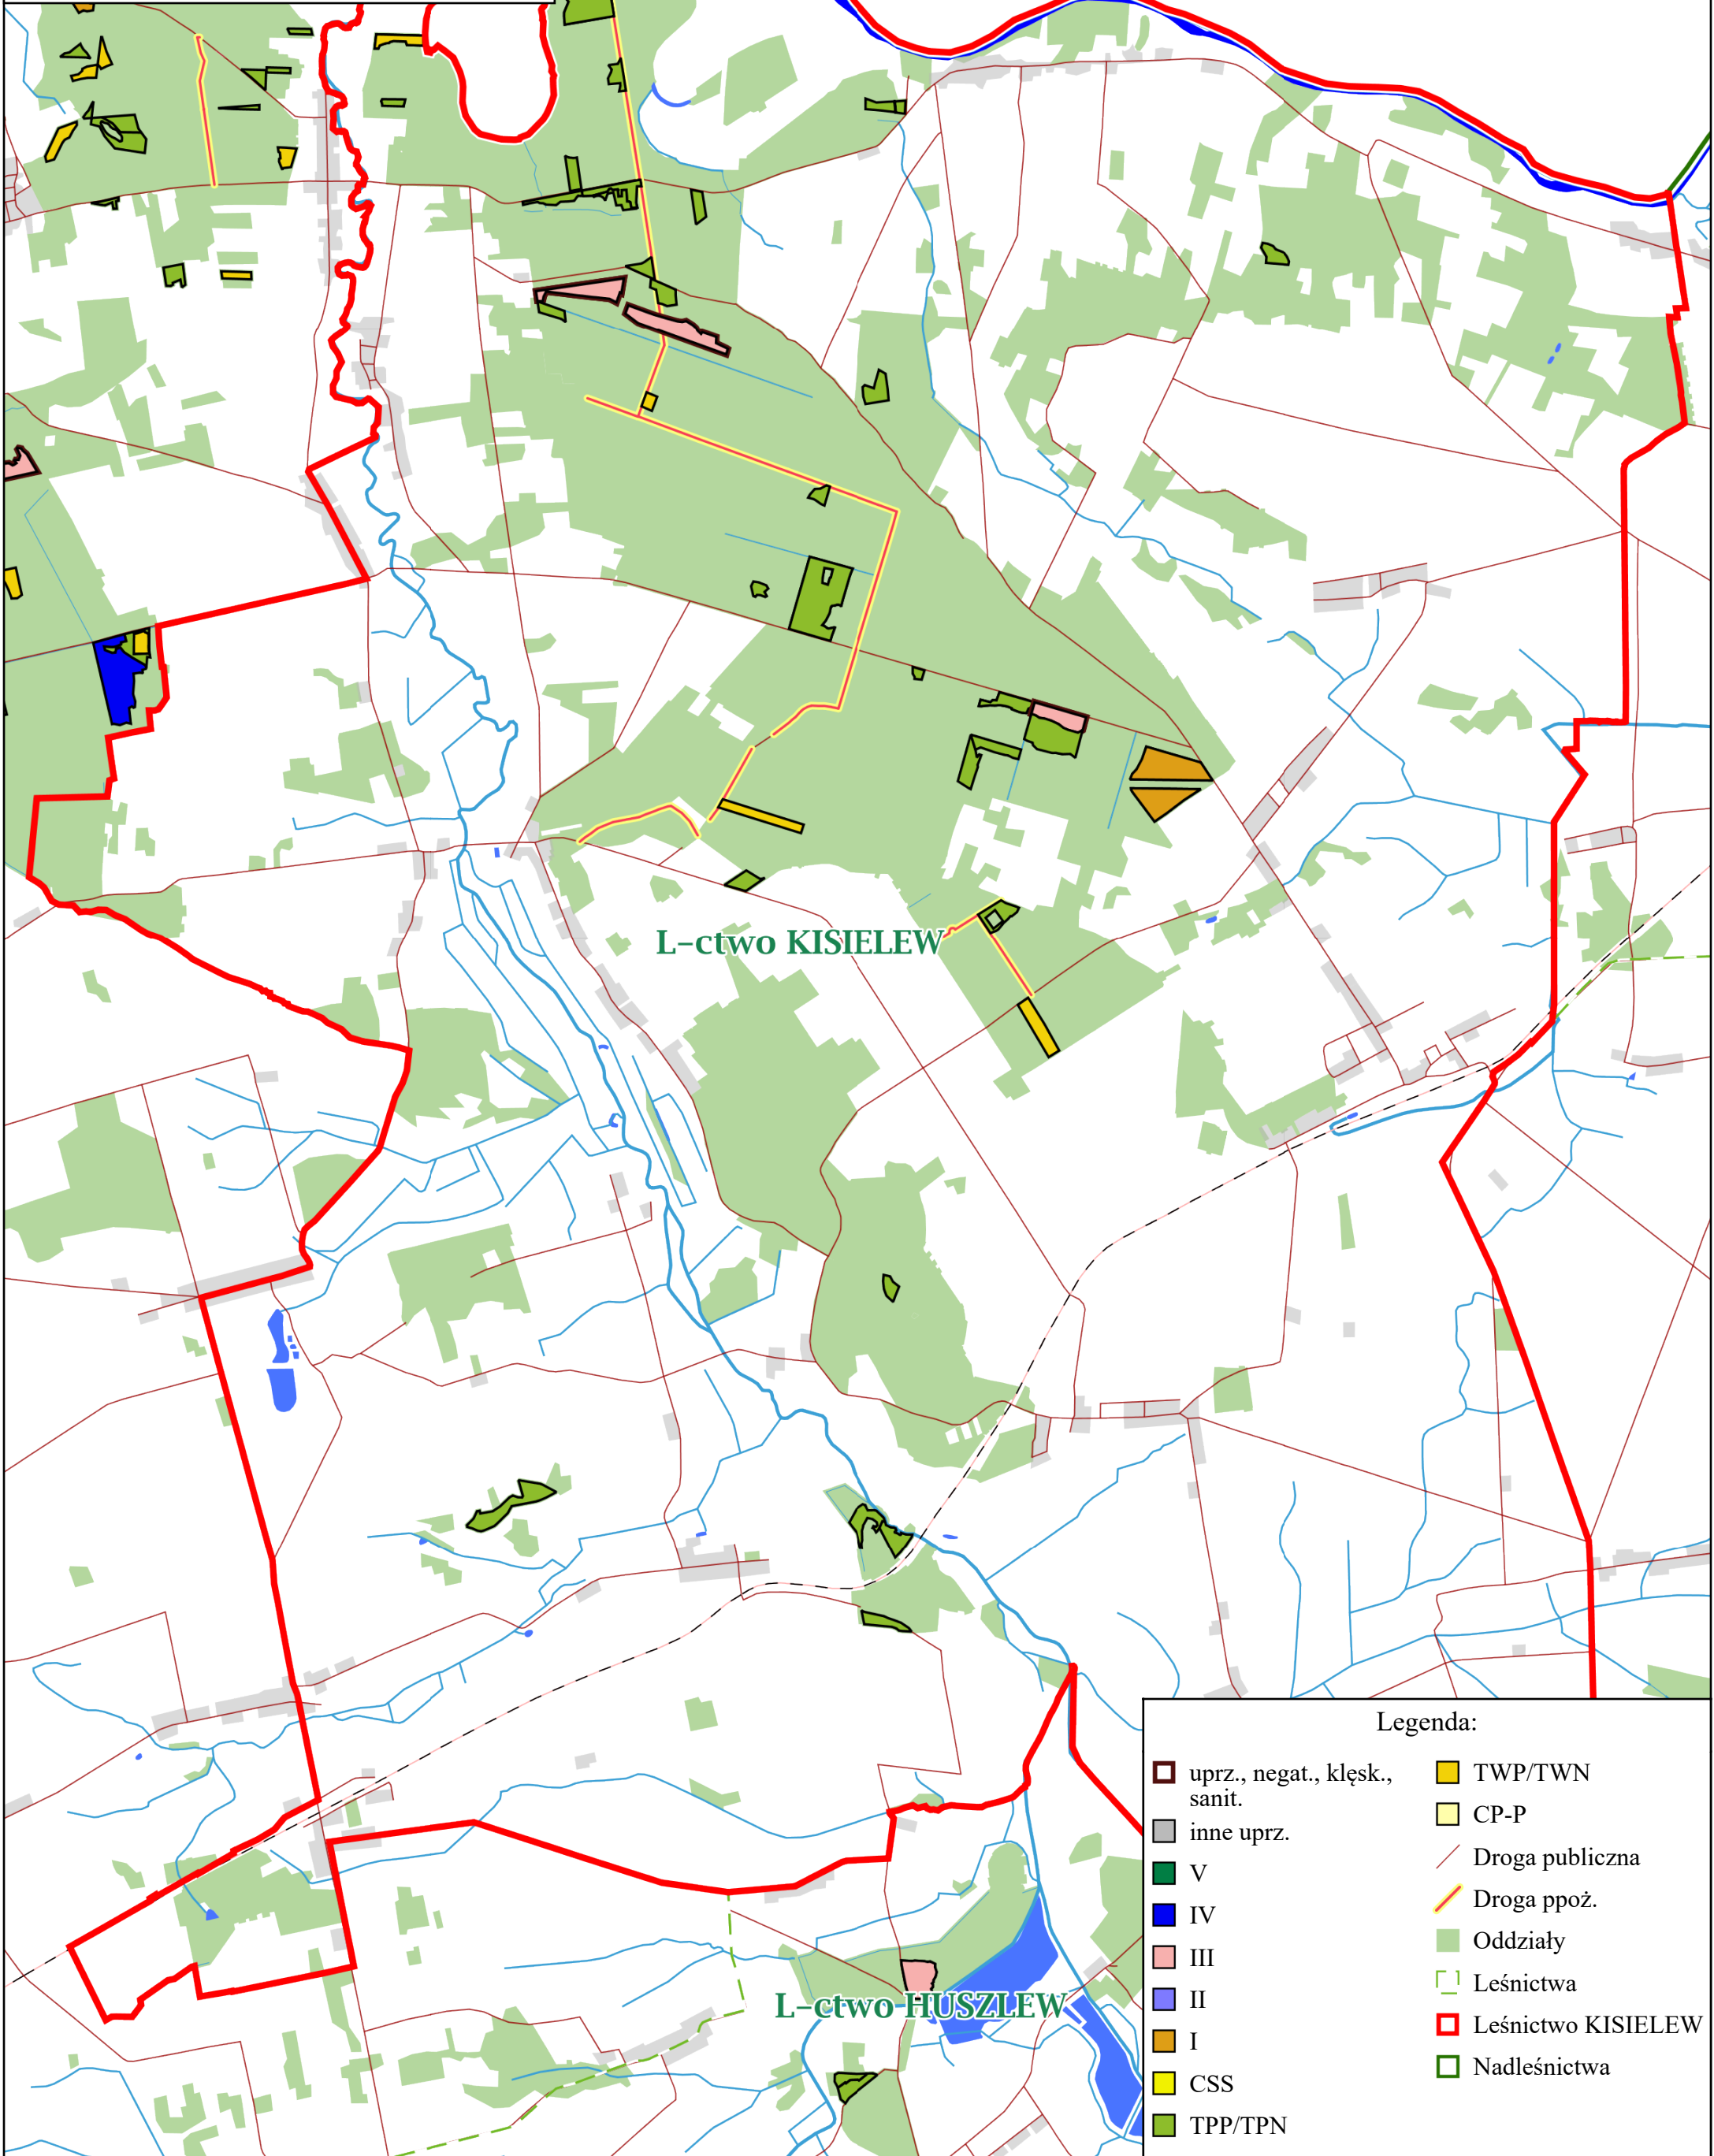 L-ctwo KISIELEW
L-ctwo HUSZLEW
Legenda:
uprz., negat., klęsk.,
sanit.
inne uprz.
V
IV
III
II
I
CSS
TPP/TPN
TWP/TWN
CP-P
Droga publiczna
Droga ppoż.
Oddziały
Leśnictwa
Leśnictwo KISIELEW
Nadleśnictwa